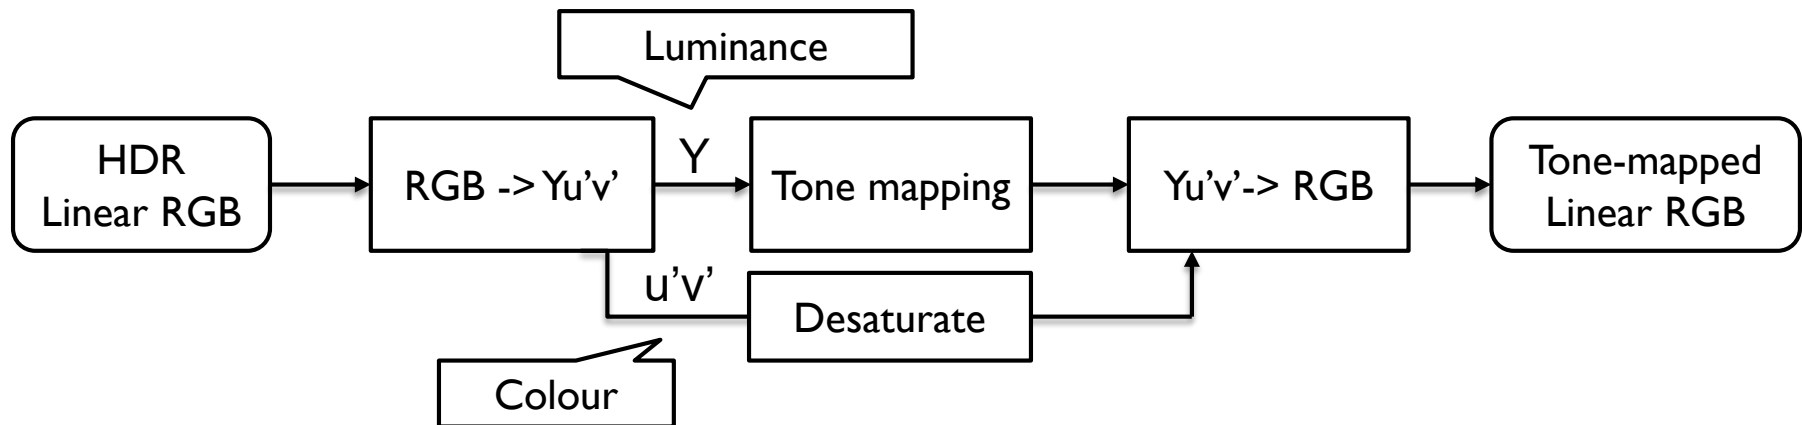 Luminance
HDR
Linear RGB
RGB -> Yu’v’
Y
Tone mapping
Yu’v’-> RGB
Tone-mapped
Linear RGB
u’v’
Desaturate
Colour